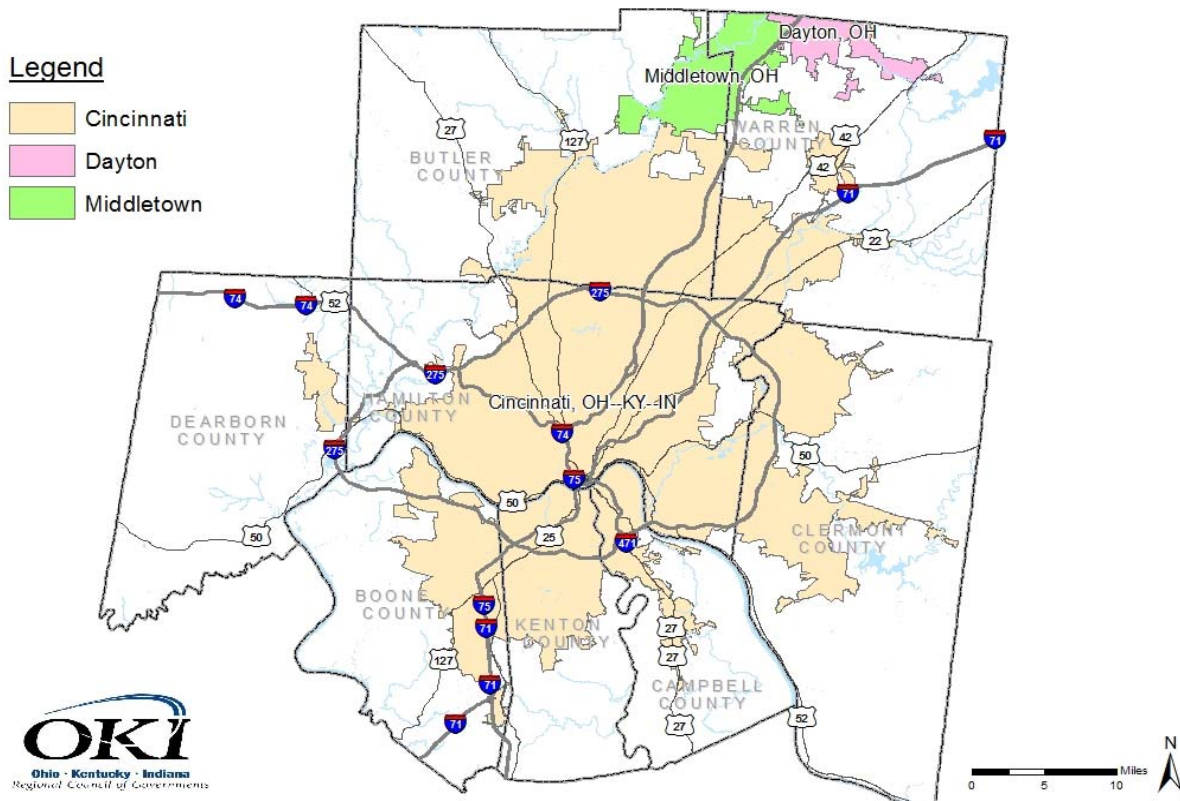 Legend
Cincinnati
Dayton
Middletown
Dayton, OH
Middletown, OH
27
127
BUTLER
COUNTY
WARREN
COUNTY
42
42
71
71
22
275
74
74
52
275
HAMILTON
COUNTY
Cincinnati, OH--KY--IN
DEARBORN
COUNTY
74
275
50
75
50
50
25
471
CLERMONT
COUNTY
BOONE
COUNTY
75
71
KENTON
COUNTY
27
127
27
71
CAMPBELL
COUNTY
71
27
52
OKI
Ohio · Kentucky · Indiana
Regional Council of Governments
N
Miles
0
5
10